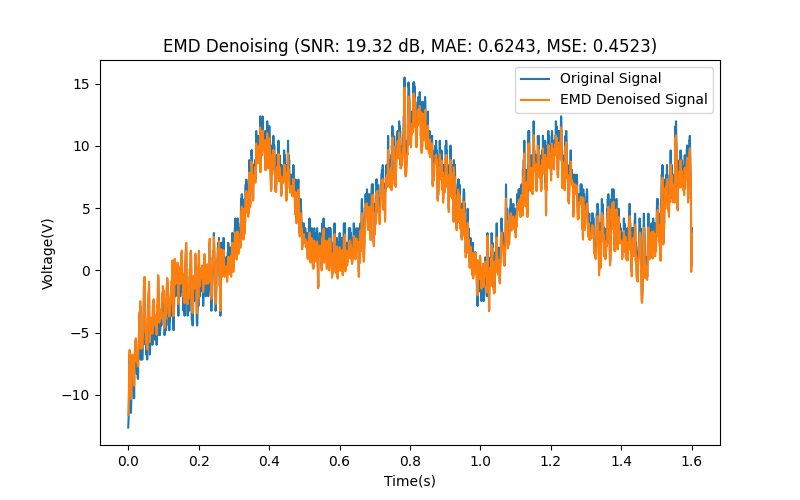 EMD Denoising (SNR: 19.32 dB, MAE: 0.6243, MSE: 0.4523)
Original Signal
EMD Denoised Signal
15
10
5
0
−5
−10
Voltage(V)
0.0 0.2 0.4 0.6 0.8 1.0 1.2 1.4 1.6
Time(s)